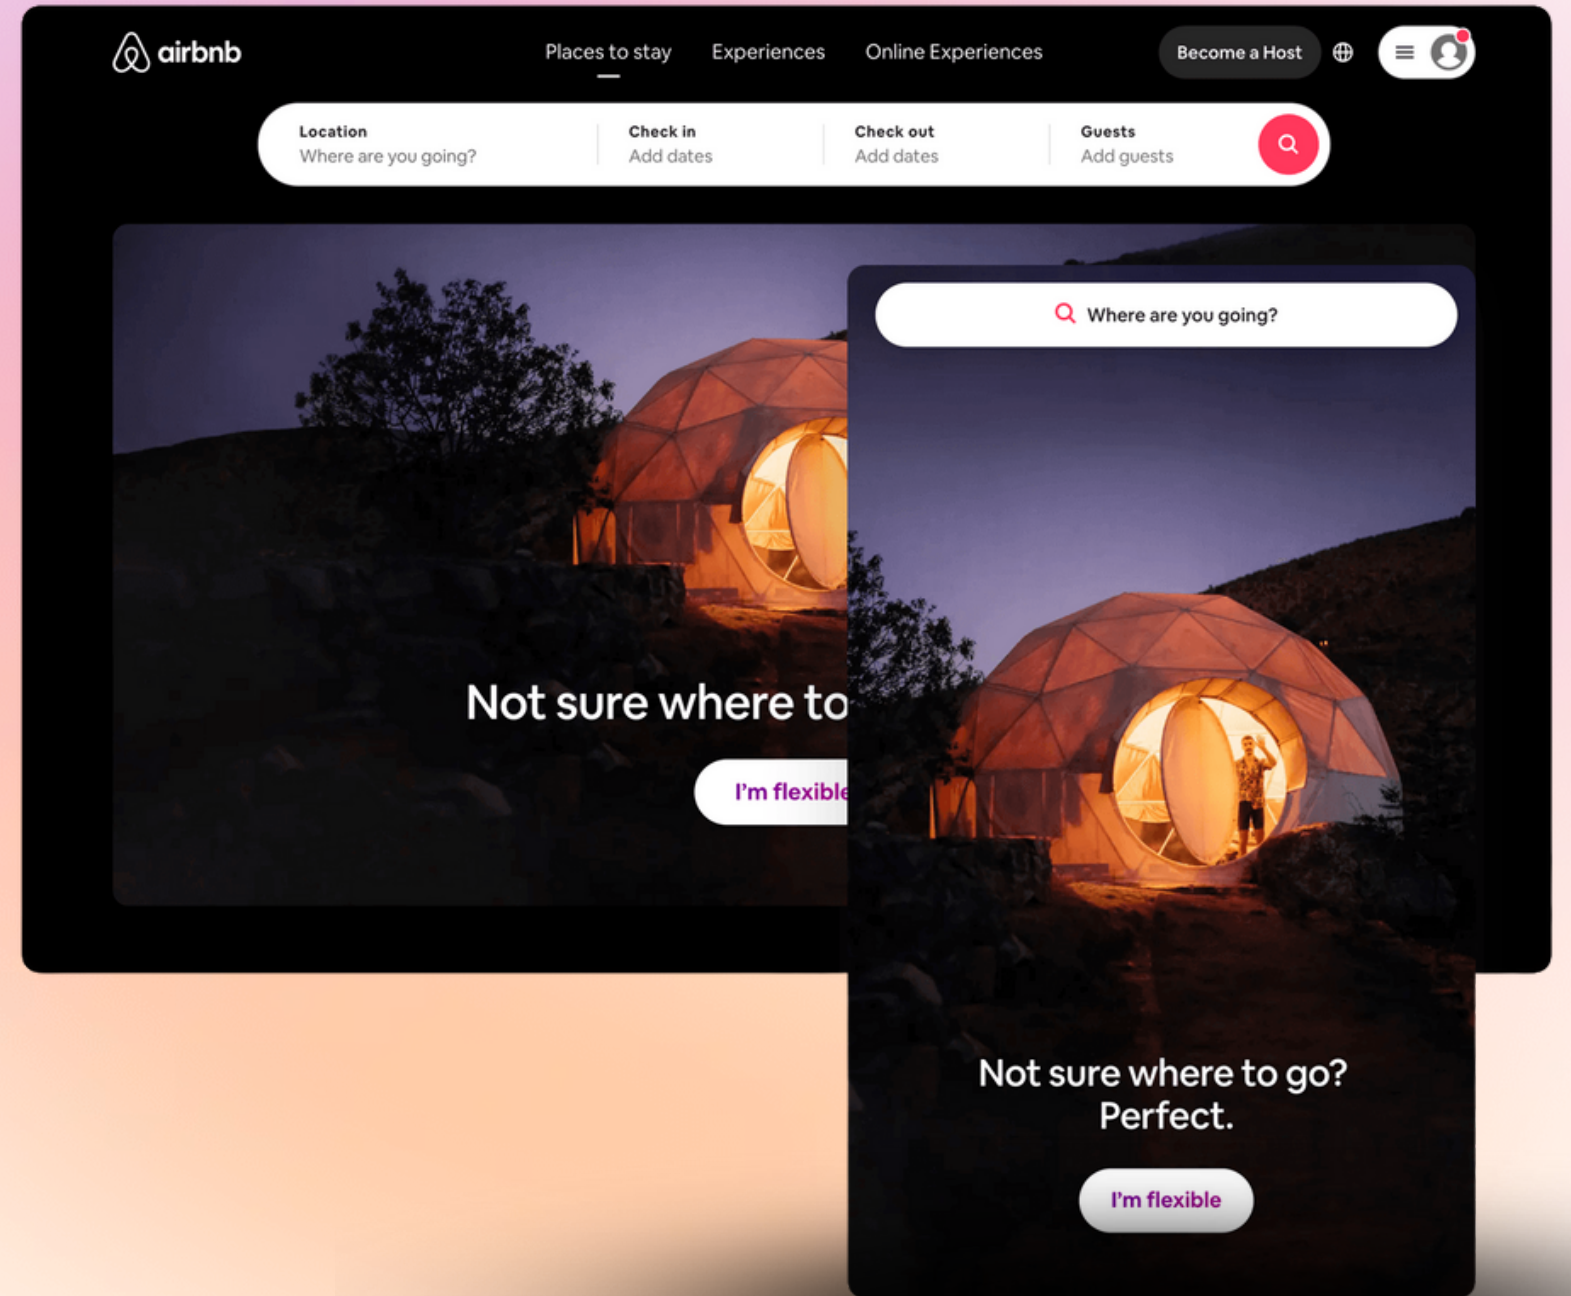 airbnb
Places to stay
Experiences
Online Experiences
Become a Host
Location
Where are you going?
Check in
Add dates
Check out
Add dates
Guests
Add guests
Where are you going?
Not sure where to
I'm flexible
Not sure where to go?
Perfect.
I'm flexible